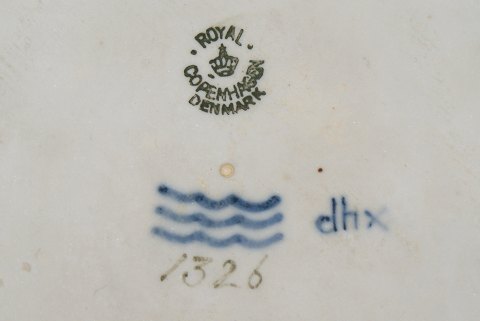 ROYAL
COPENHAGEN
DENMARK
dhx
1326